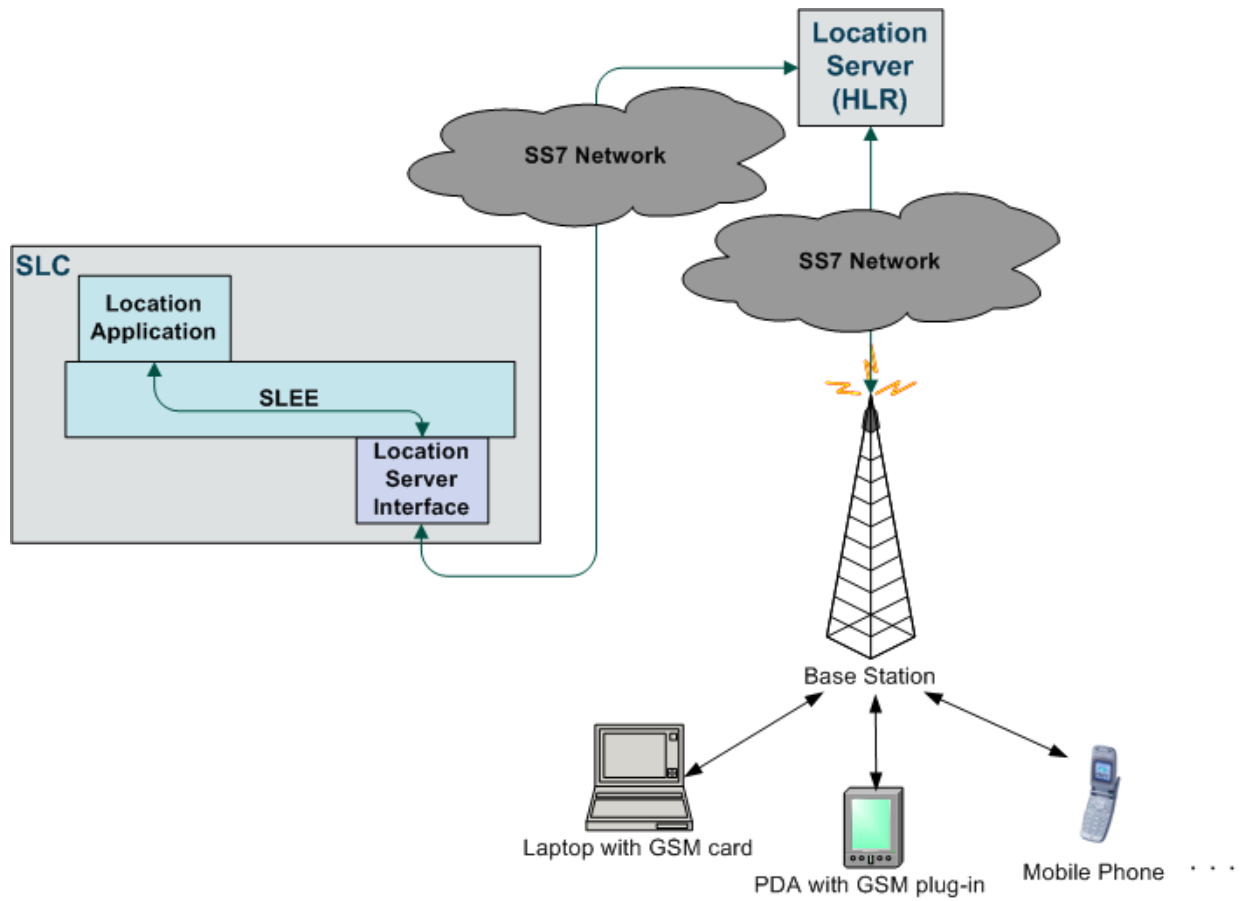 Location
Server
(HLR)
SS7 Network
SS7 Network
SLC
Location
Application
SLEE
Location
Server
Interface
Base Station
Laptop with GSM card
PDA with GSM plug-in
Mobile Phone . . .